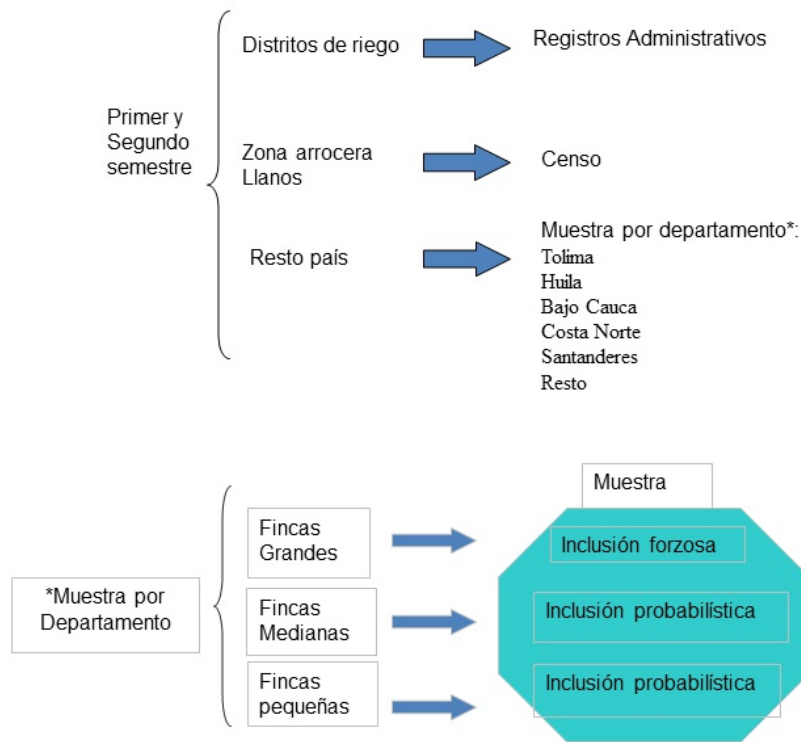 Distritos de riego
Registros Administrativos
Primer y
Segundo
semestre
Zona arrocera
Llanos
Censo
Resto país
Muestra por departamento*:
Tolima
Huila
Bajo Cauca
Costa Norte
Santanderes
Resto
*Muestra por
Departamento
Muestra
Fincas
Grandes
Inclusión forzosa
Fincas
Medianas
Inclusión probabilística
Fincas
pequeñas
Inclusión probabilística